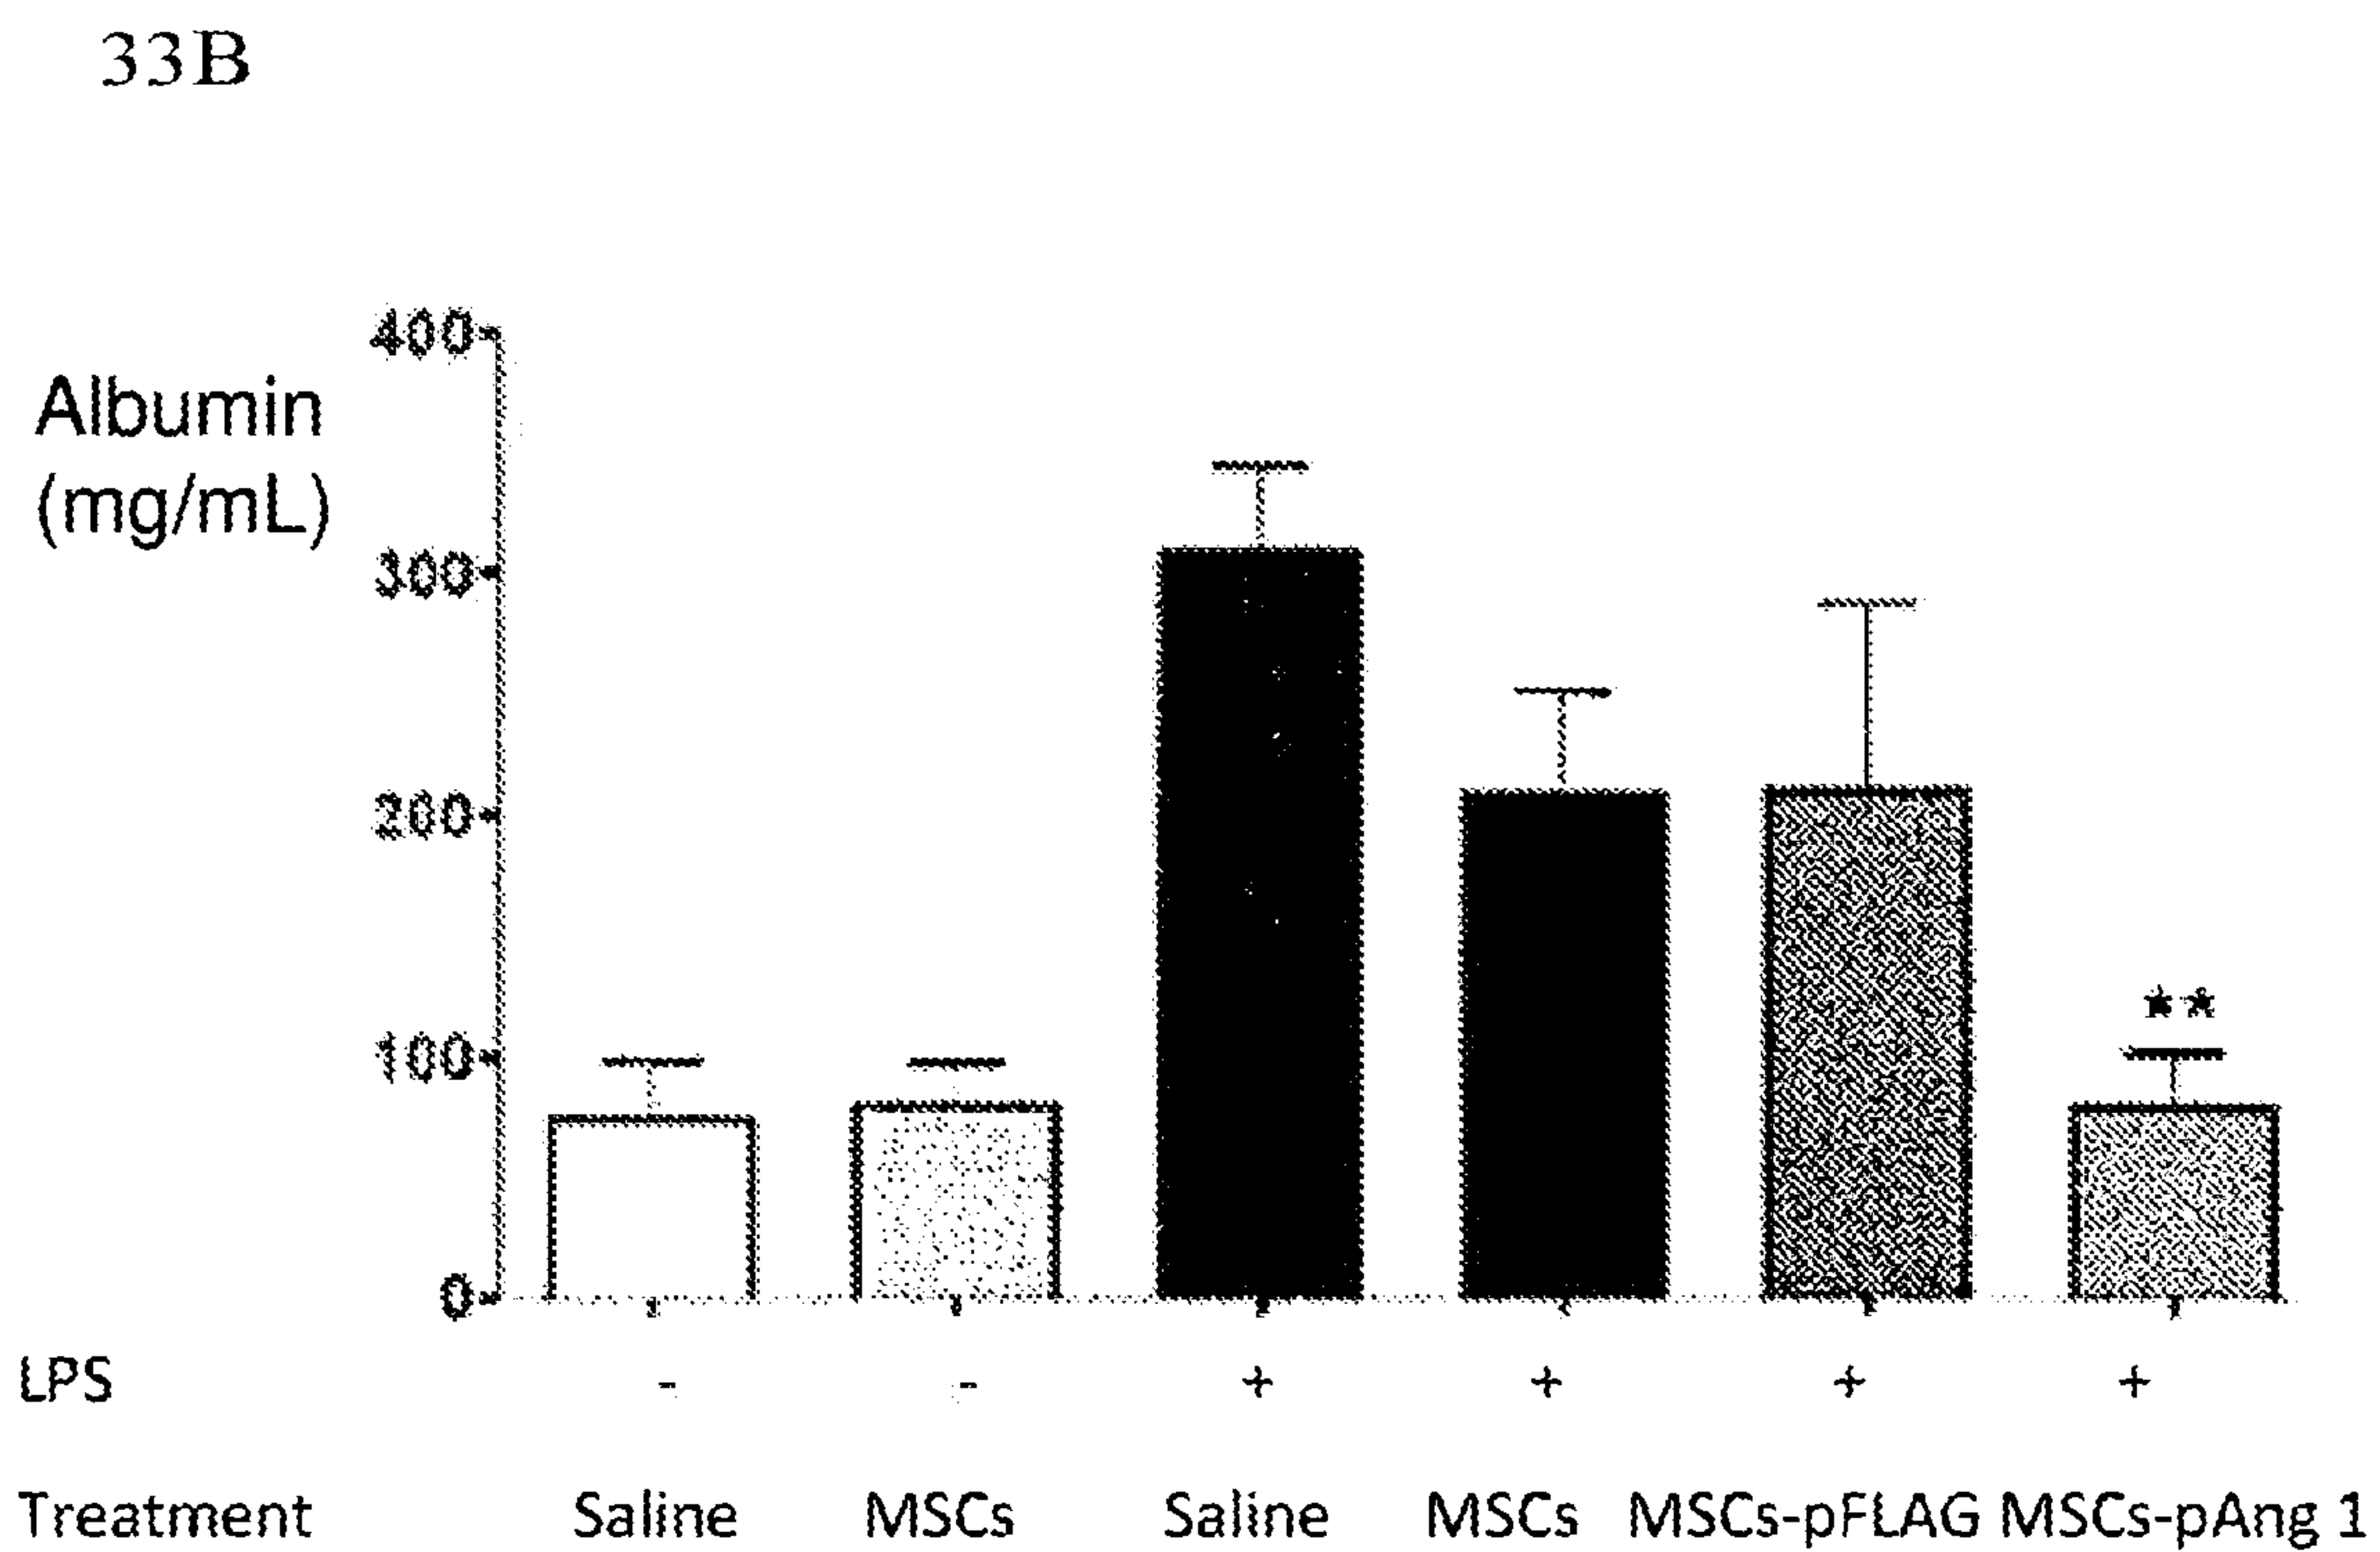 33B
Albumin
(mg/mL)
400
300
200
100
0
LPS - - + + + +
Treatment Saline MSCs Saline MSCs MSCs-pFLAG MSCs-pAng 1
**